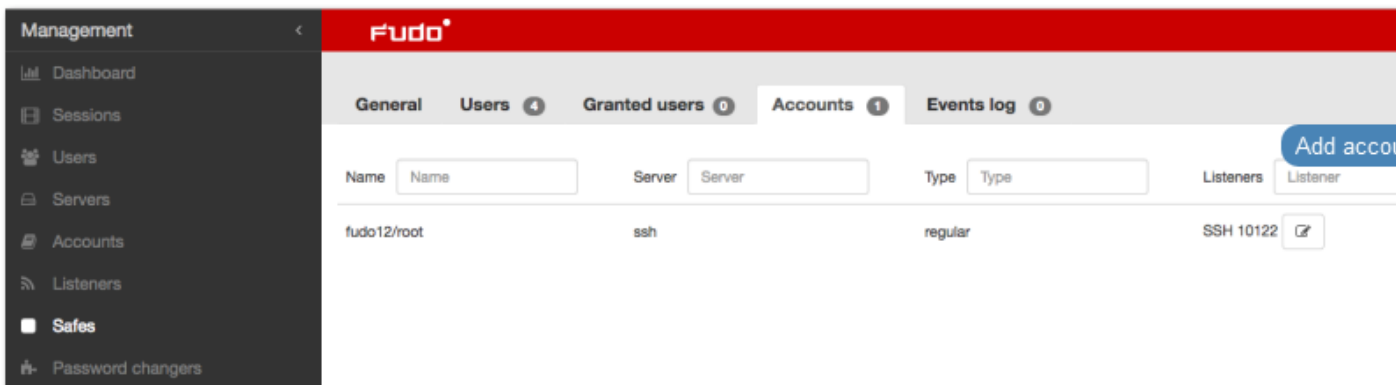 Management
Fudo
Dashboard
Sessions
Users
Servers
Accounts
Listeners
Safes
Password changers
General Users 4 Granted users 0 Accounts 1 Events log 0
Add accou
Name Name Server Server Type Type Listeners Listener
fudo12/root ssh regular SSH 10122